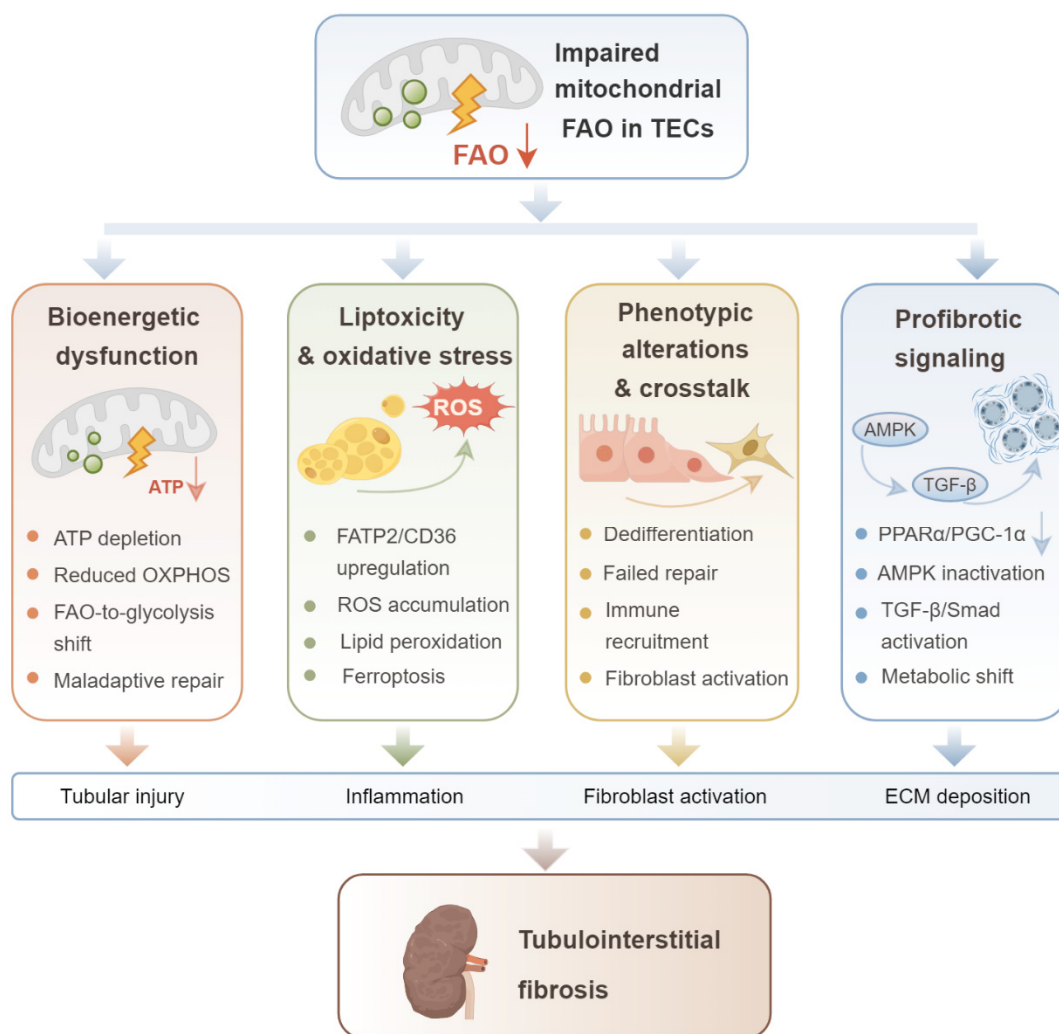 Impaired
mitochondrial
FAO in TECs
FAO
Bioenergetic
dysfunction
ATP
ATP depletion
Reduced OXPHOS
FAO-to-glycolysis
shift
Maladaptive repair
Liptoxicity
& oxidative stress
ROS
FATP2/CD36
upregulation
ROS accumulation
Lipid peroxidation
Ferroptosis
Phenotypic
alterations
& crosstalk
Dedifferentiation
Failed repair
Immune
recruitment
Fibroblast activation
Profibrotic
signaling
AMPK
TGF-β
PPARα/PGC-1α
AMPK inactivation
TGF-β/Smad
activation
Metabolic shift
Tubular injury
Inflammation
Fibroblast activation
ECM deposition
Tubulointerstitial
fibrosis